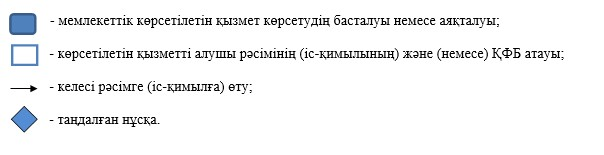 - мемлекеттік көрсетілетін қызмет көрсетудің басталуы немесе аяқталуы;
- көрсетілетін қызметті алушы рәсімінің (іс-қимылының) және (немесе) ҚФБ атауы;
- келесі рәсімге (іс-қимылға) өту;
- таңдалған нұсқа.